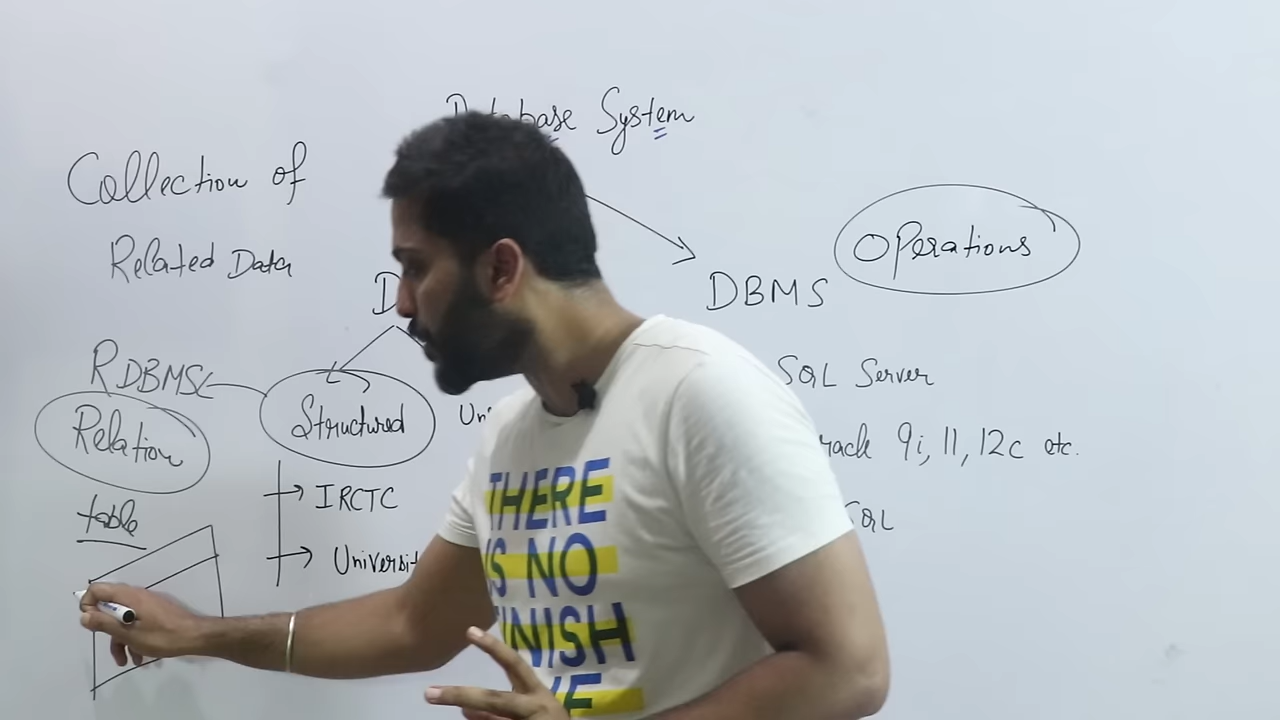 Database System
Collection of
Related Data
Operations
D
DBMS
RDBMS
Structured
Un
Relation
SQL Server
9i, 11, 12c etc.
table
IRCTC
Universit
THERE
IS NO
FINISH